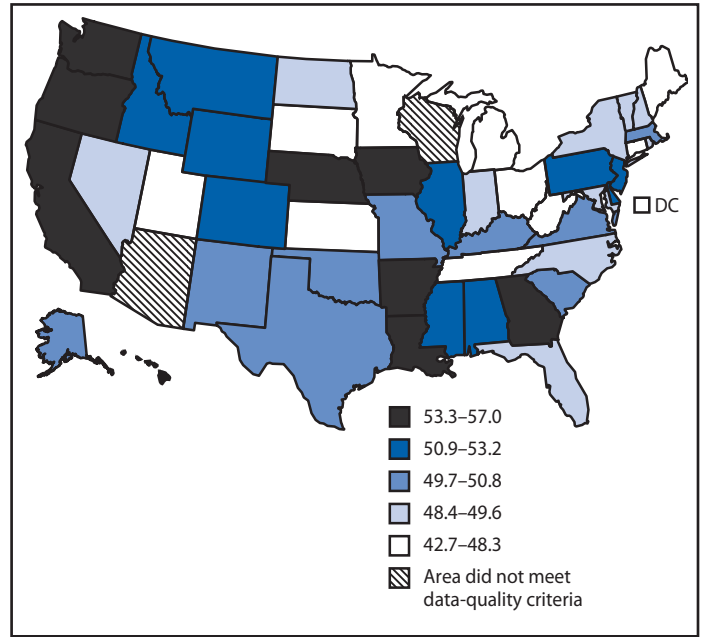 DC
53.3–57.0
50.9–53.2
49.7–50.8
48.4–49.6
42.7–48.3
Area did not meet
data-quality criteria